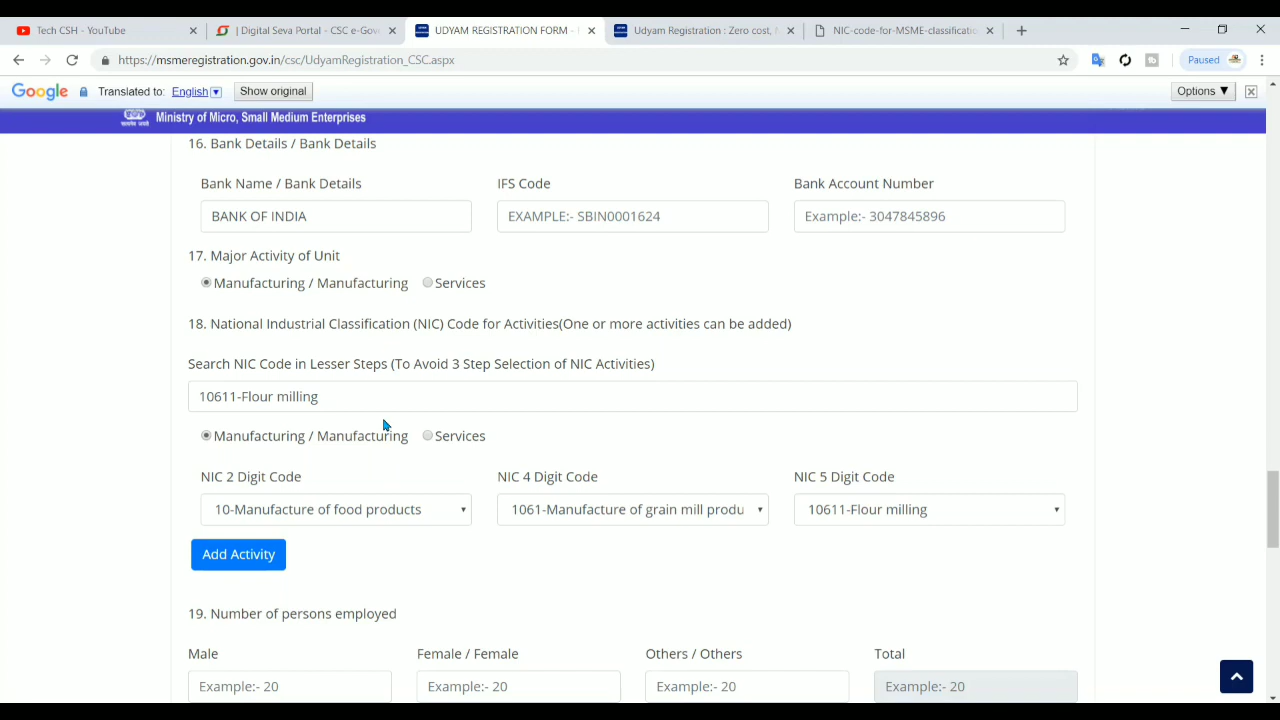 Tech CSH - YouTube
| Digital Seva Portal - CSC e-Gov
UDYAM REGISTRATION FORM -
Udyam Registration : Zero cost,
NIC-code-for-MSME-classificatio
https://msmeregistration.gov.in/csc/UdyamRegistration_CSC.aspx
Paused
Google Translated to: English Show original
Options ▼
Ministry of Micro, Small Medium Enterprises
16. Bank Details / Bank Details
Bank Name / Bank Details IFS Code Bank Account Number
BANK OF INDIA EXAMPLE:- SBIN0001624 Example:- 3047845896
17. Major Activity of Unit
Manufacturing / Manufacturing Services
18. National Industrial Classification (NIC) Code for Activities(One or more activities can be added)
Search NIC Code in Lesser Steps (To Avoid 3 Step Selection of NIC Activities)
10611-Flour milling
Manufacturing / Manufacturing Services
NIC 2 Digit Code NIC 4 Digit Code NIC 5 Digit Code
10-Manufacture of food products 1061-Manufacture of grain mill produ 10611-Flour milling
Add Activity
19. Number of persons employed
Male Female / Female Others / Others Total
Example:- 20 Example:- 20 Example:- 20 Example:- 20